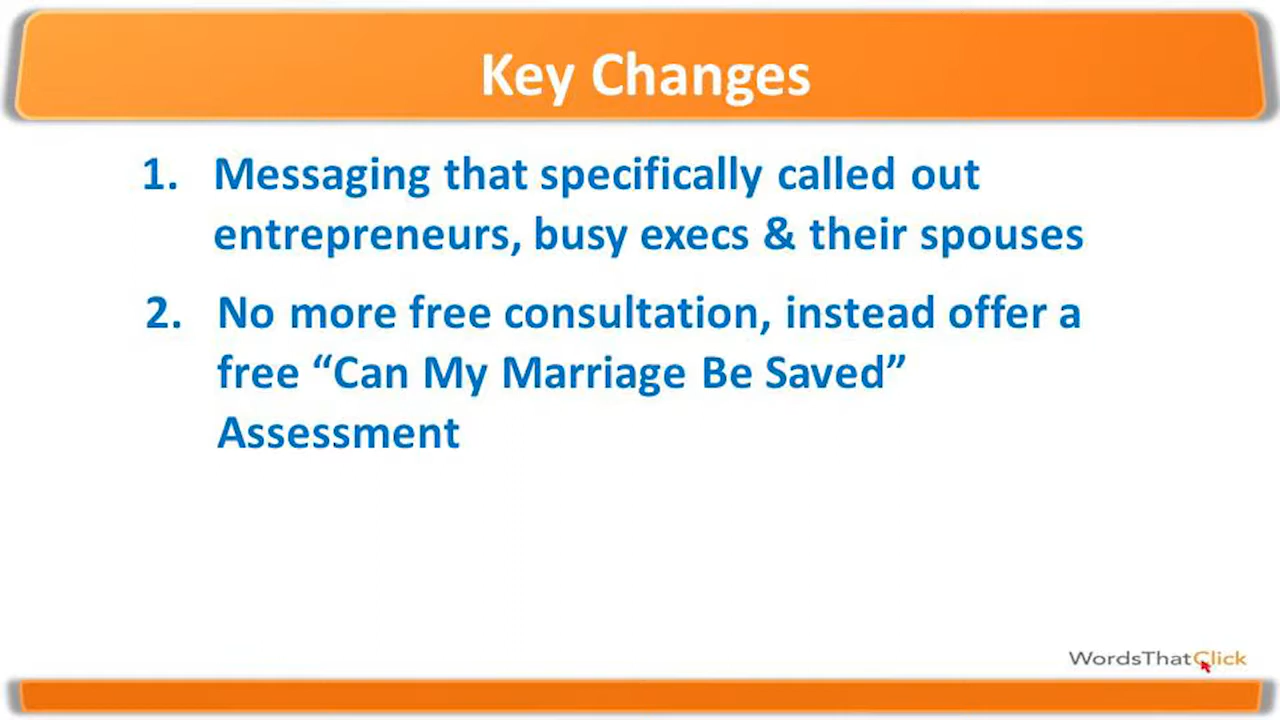 Key Changes
1. Messaging that specifically called out
entrepreneurs, busy execs & their spouses
2. No more free consultation, instead offer a
free “Can My Marriage Be Saved”
Assessment
WordsThatClick